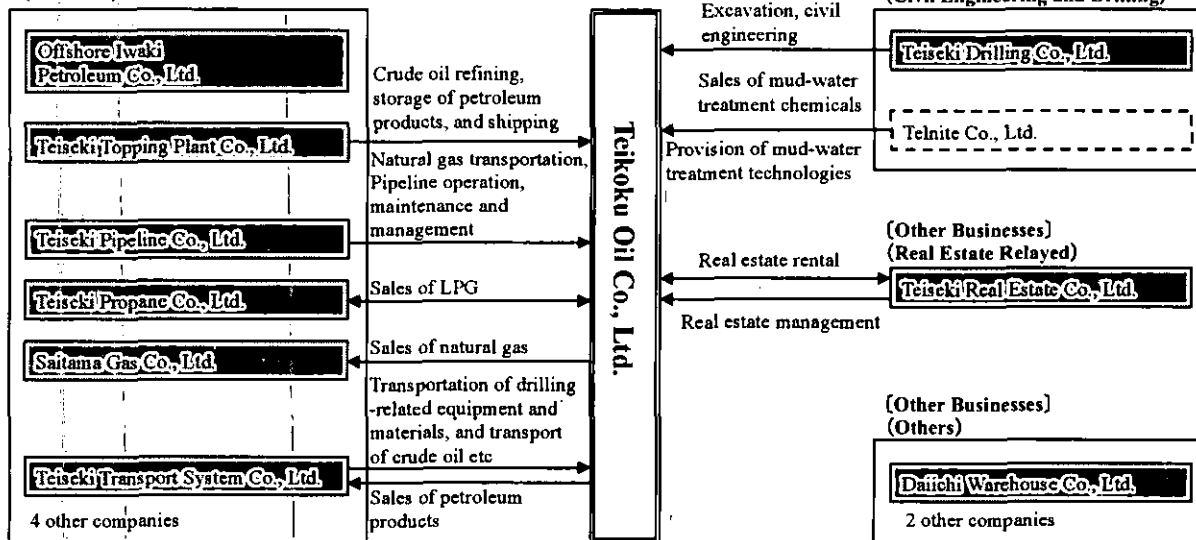 Offshore Iwaki
Petroleum Co., Ltd.
Teiseki Topping Plant Co., Ltd.
Teiseki Pipeline Co., Ltd.
Teiseki Propane Co., Ltd.
Saitama Gas Co., Ltd.
Teiseki Transport System Co., Ltd.
4 other companies
Crude oil refining,
storage of petroleum
products, and shipping
Natural gas transportation,
Pipeline operation,
maintenance and
management
Sales of LPG
Sales of natural gas
Transportation of drilling
-related equipment and
materials, and transport
of crude oil etc
Sales of petroleum
products
Teikoku Oil Co., Ltd.
Excavation, civil
engineering
Sales of mud-water
treatment chemicals
Provision of mud-water
treatment technologies
Real estate rental
Real estate management
(Civil Engineering and Drilling)
Teiseki Drilling Co., Ltd.
Telnite Co., Ltd.
[Other Businesses]
(Real Estate Relayed)
Teiseki Real Estate Co., Ltd.
[Other Businesses]
(Others)
Daiichi Warehouse Co., Ltd.
2 other companies